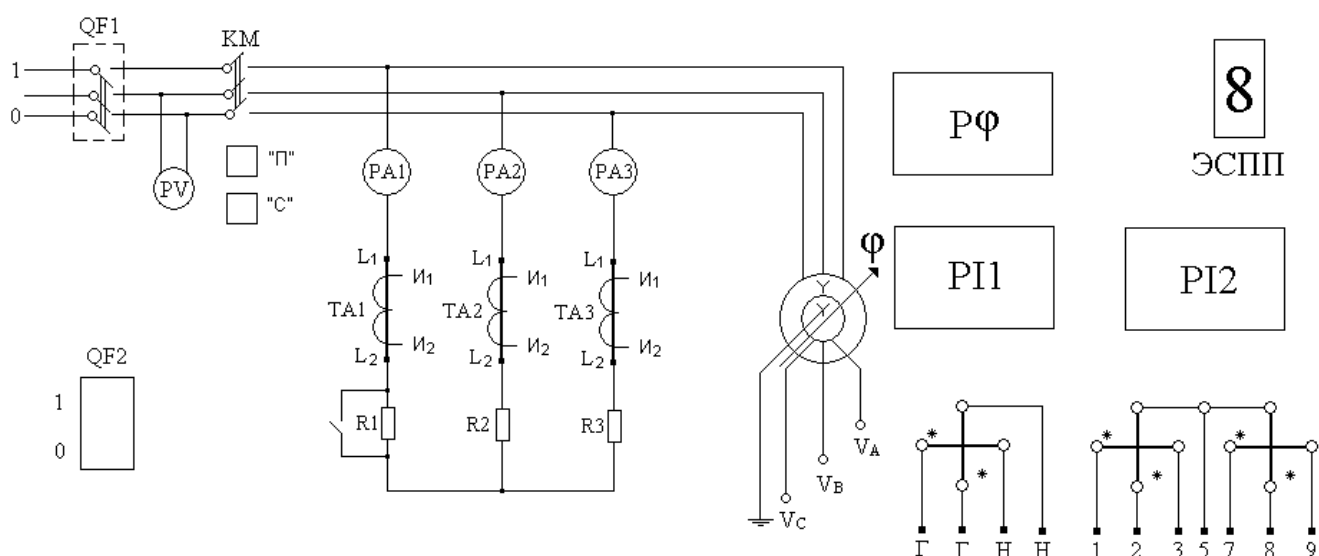 QF1
KM
1
0
PV
"П"
"С"
PA1
PA2
PA3
L1
И1
L1
И1
L1
И1
TA1
TA2
TA3
L2
И2
L2
И2
L2
И2
R1
R2
R3
QF2
1
0
Y
Y
φ
VA
VB
VC
Pφ
8
ЭСПП
PI1
PI2
*
*
*
*
*
*
Г
Г
Н
Н
1
2
3
5
7
8
9